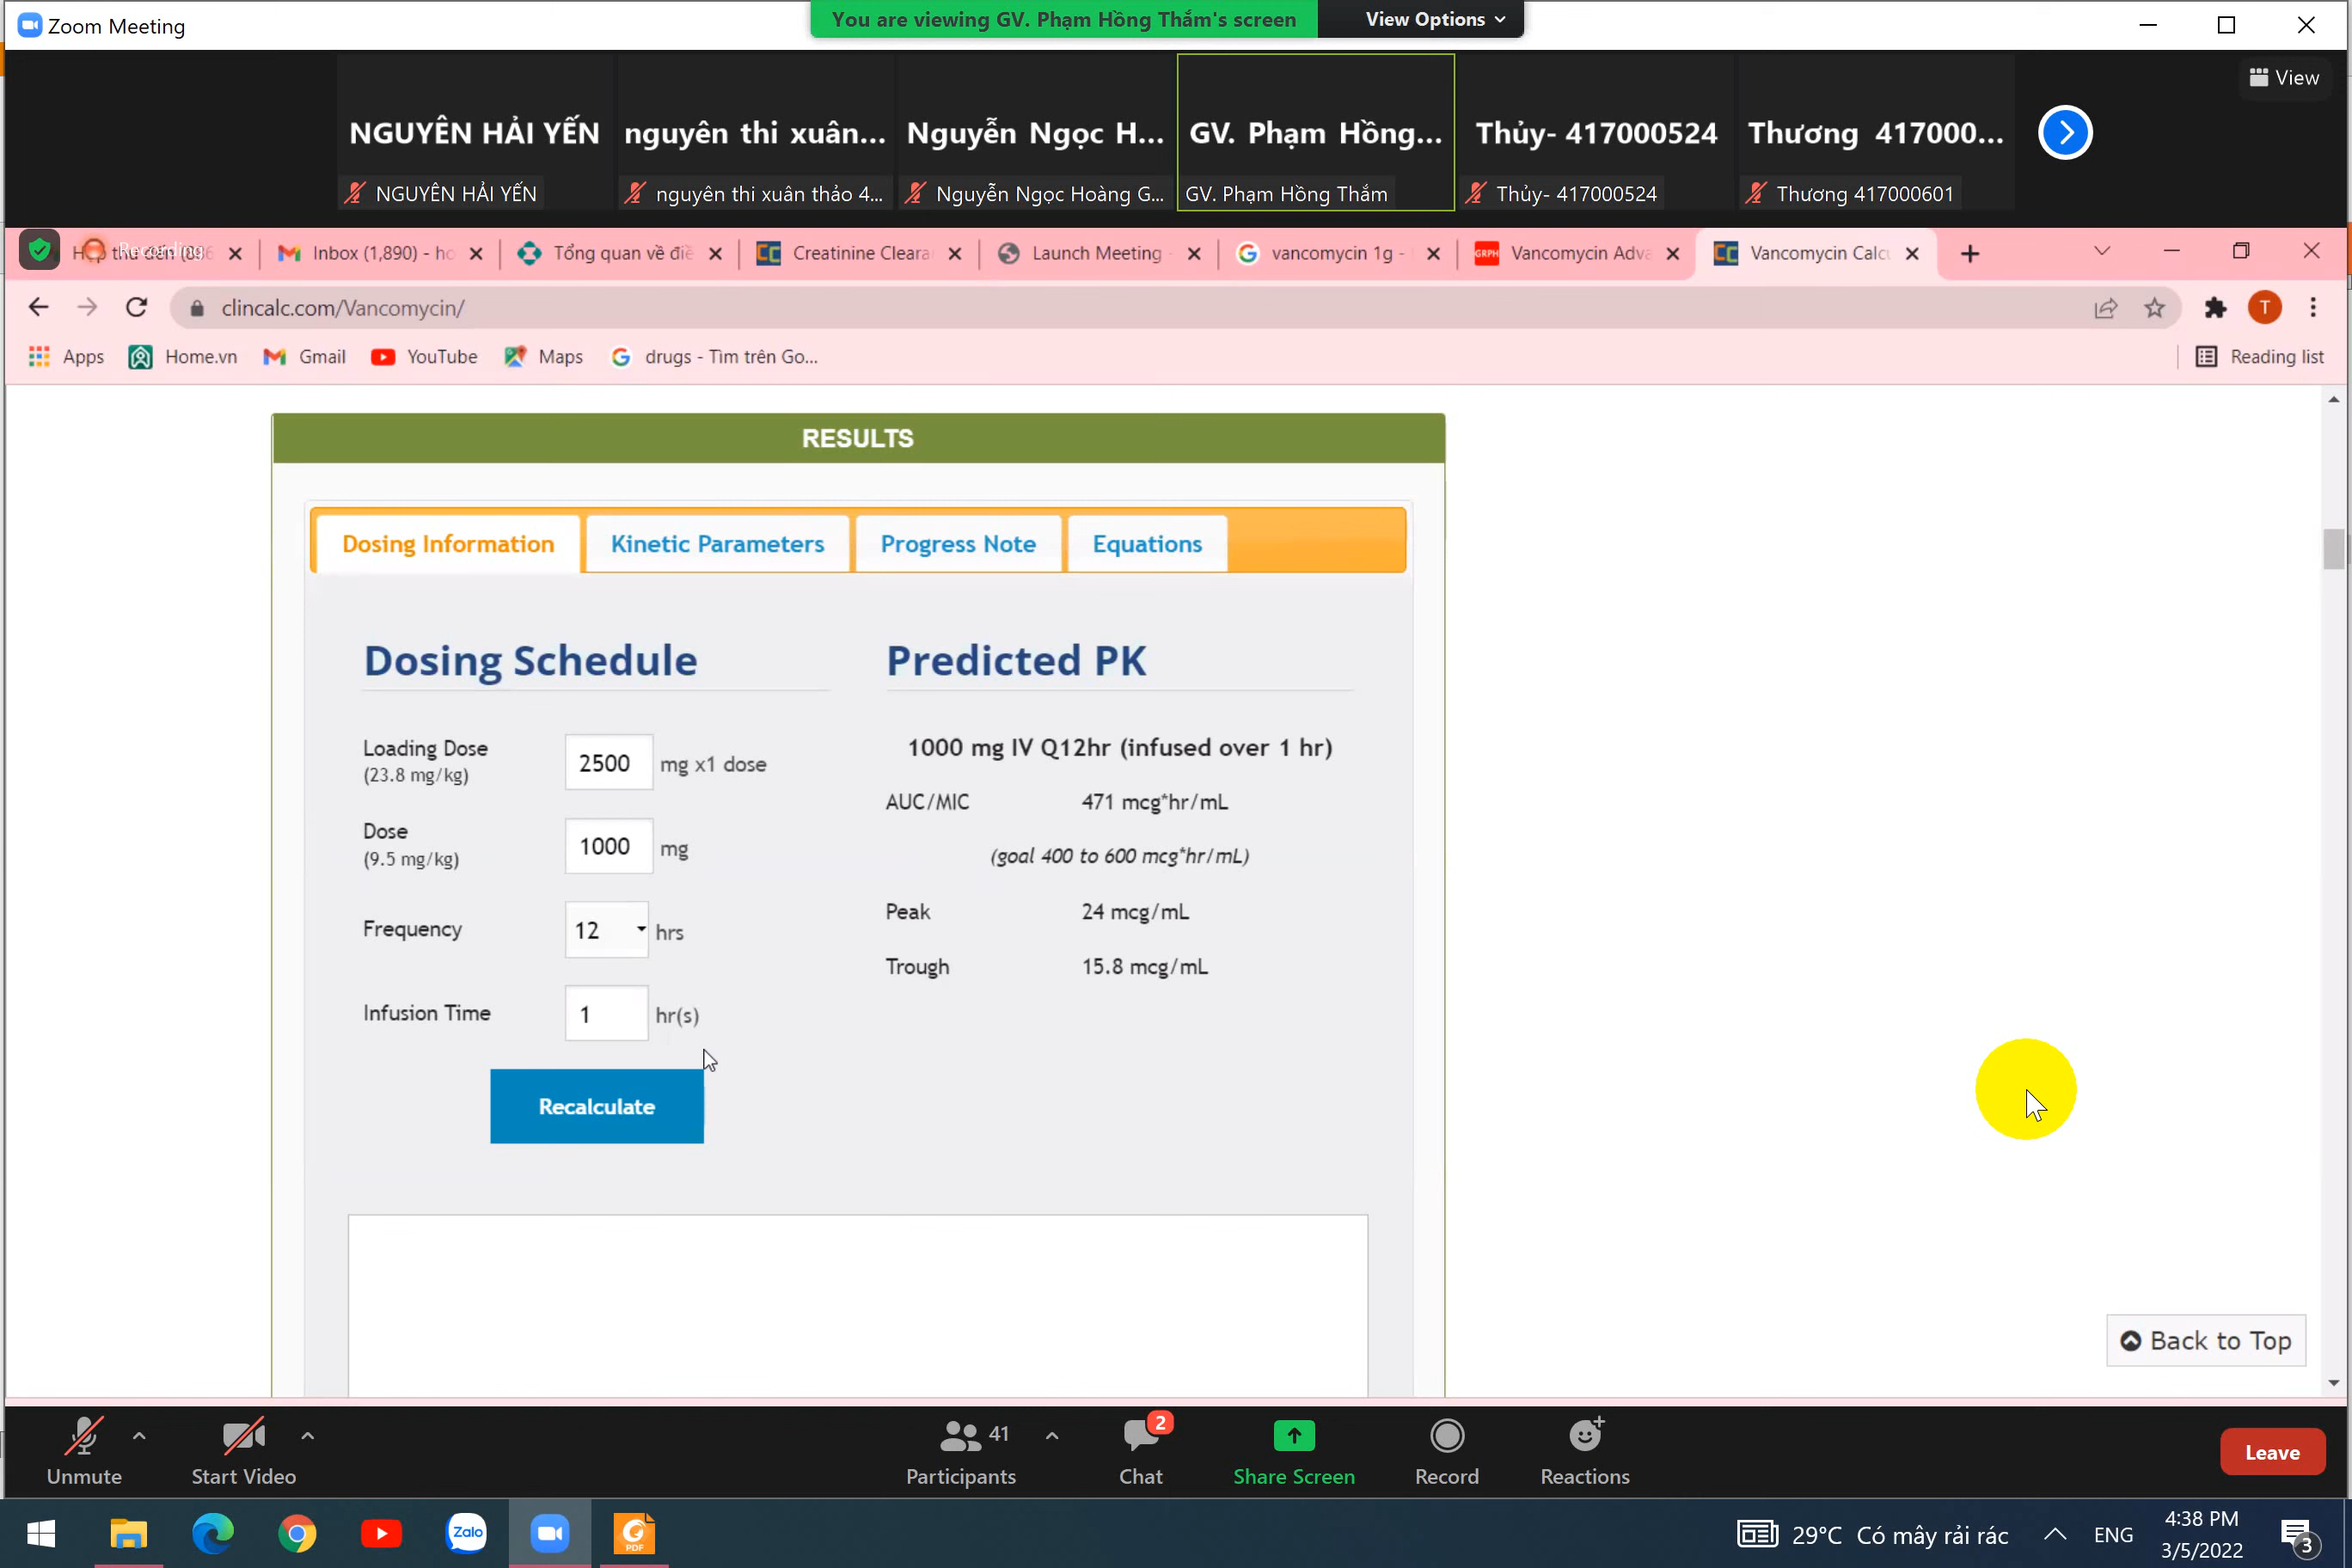 Zoom Meeting
You are viewing GV. Phạm Hồng Thắm's screen
View Options
View
NGUYÊN HẢI YẾN
nguyên thi xuân...
Nguyễn Ngọc H...
GV. Phạm Hồng...
Thủy- 417000524
Thương 417000...
NGUYÊN HẢI YẾN
nguyên thi xuân thảo 4...
Nguyễn Ngọc Hoàng G...
GV. Phạm Hồng Thắm
Thủy- 417000524
Thương 417000601
Recording
Inbox (1,890) - ho
Tổng quan về điề
Creatinine Cleara
Launch Meeting -
vancomycin 1g -
Vancomycin Adva
Vancomycin Calcu
clincalc.com/Vancomycin/
T
Apps
Home.vn
Gmail
YouTube
Maps
drugs - Tìm trên Go...
Reading list
RESULTS
Dosing Information
Kinetic Parameters
Progress Note
Equations
Dosing Schedule
Loading Dose
(23.8 mg/kg)
2500 mg x1 dose
Dose
(9.5 mg/kg)
1000 mg
Frequency
12 hrs
Infusion Time
1 hr(s)
Recalculate
Predicted PK
1000 mg IV Q12hr (infused over 1 hr)
AUC/MIC 471 mcg*hr/mL
(goal 400 to 600 mcg*hr/mL)
Peak 24 mcg/mL
Trough 15.8 mcg/mL
Back to Top
Unmute
Start Video
41
Participants
2
Chat
Share Screen
Record
Reactions
Leave
Zalo
PDF
29°C Có mây rải rác
ENG
4:38 PM
3/5/2022
3